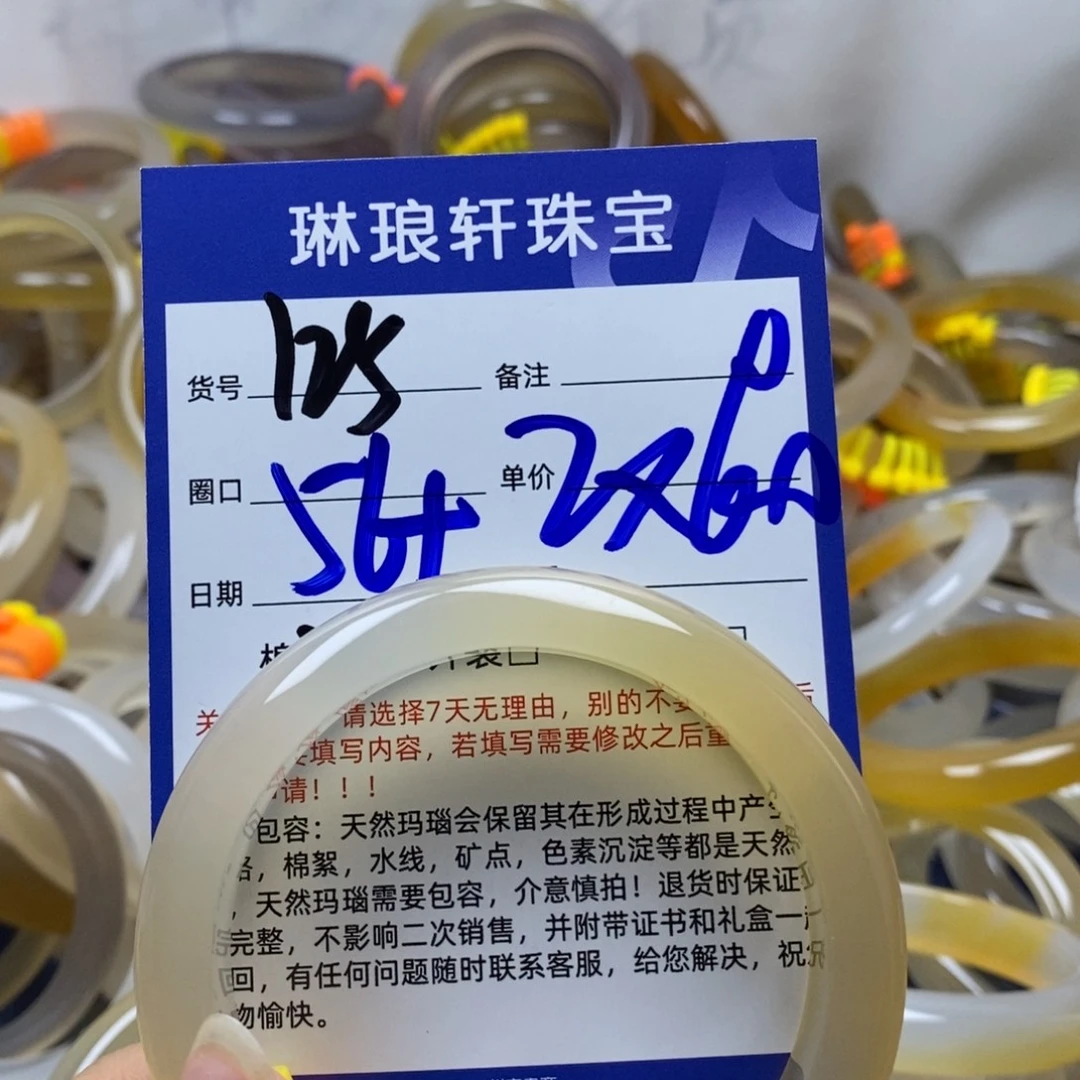 琳琅轩珠宝
货号 125 备注
圈口 56+ 单价
日期
关 请选择7天无理由，别的不要 后
填写内容，若填写需要修改之后重
请！！！
包容：天然玛瑙会保留其在形成过程中产生
，棉絮，水线，矿点，色素沉淀等都是天然
，天然玛瑙需要包容，介意慎拍！退货时保证
完整，不影响二次销售，并附带证书和礼盒一起
回，有任何问题随时联系客服，给您解决，祝
物愉快。